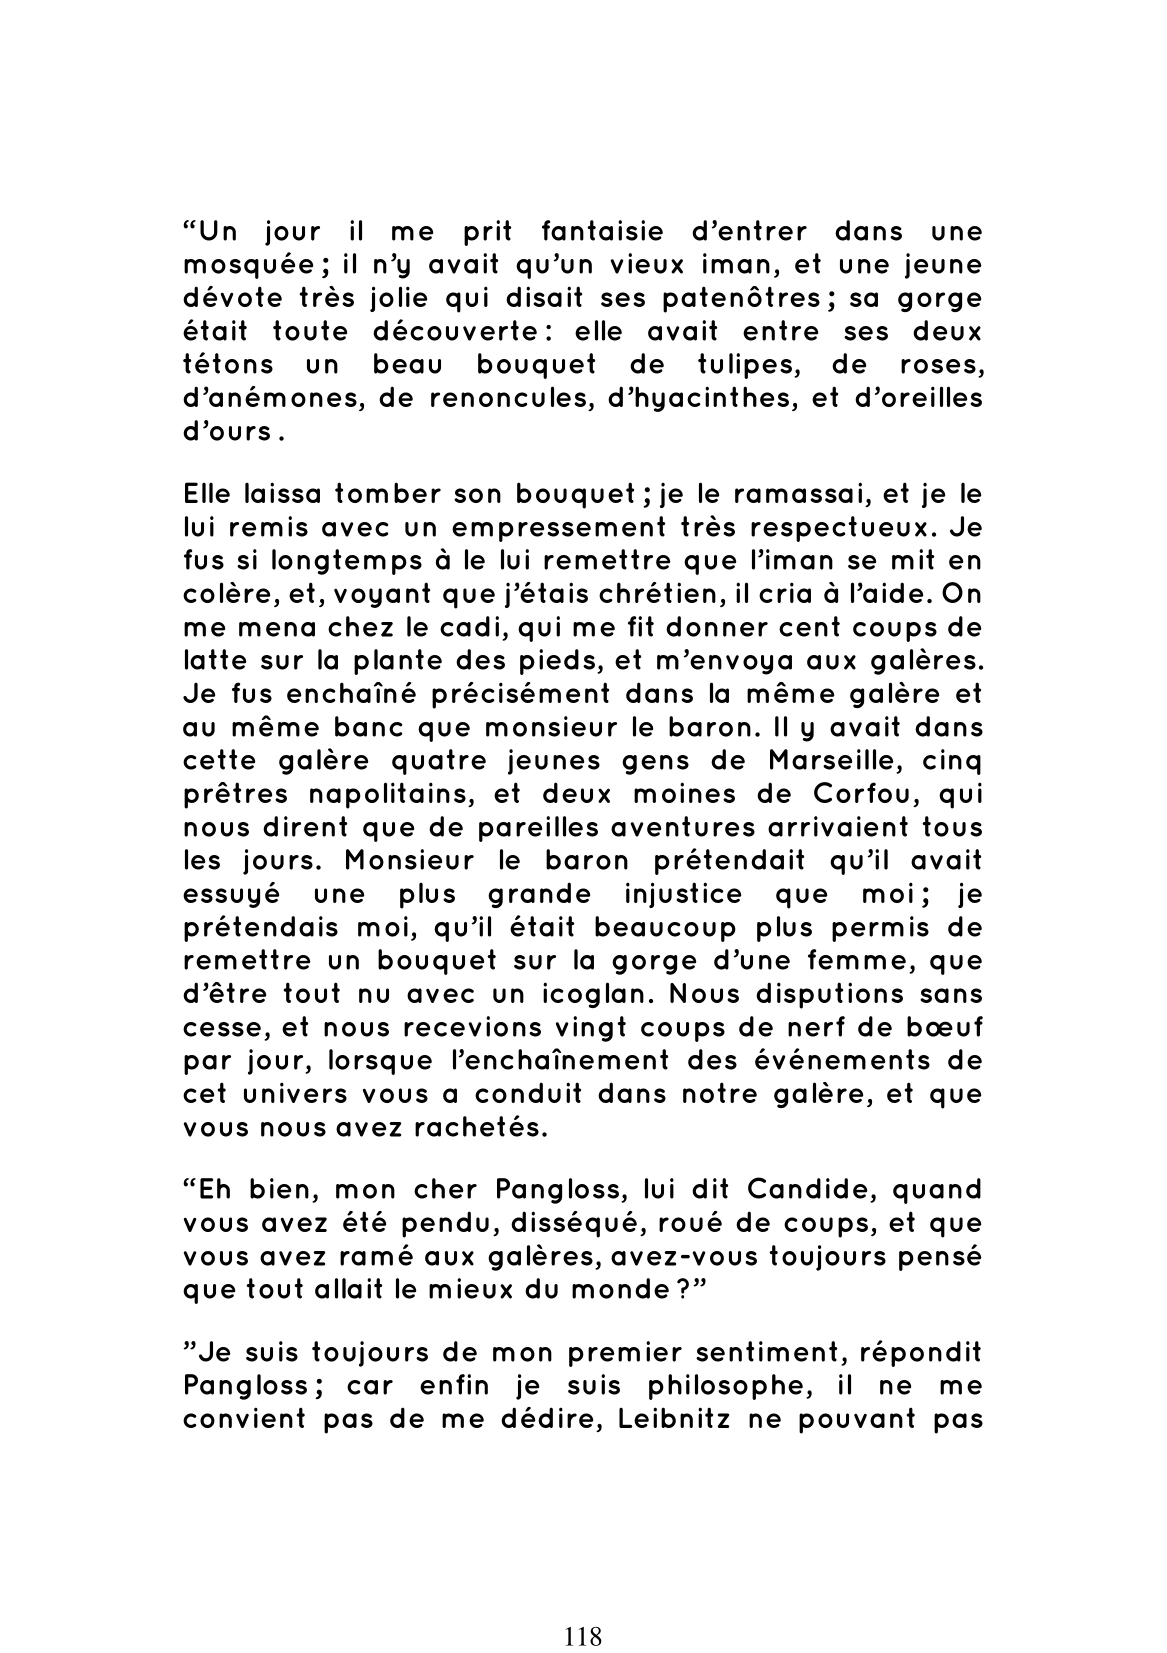 “Un jour il me prit fantaisie d’entrer dans une
mosquée ; il n’y avait qu’un vieux iman, et une jeune
dévote très jolie qui disait ses patenôtres ; sa gorge
était toute découverte : elle avait entre ses deux
tétons un beau bouquet de tulipes, de roses,
d’anémones, de renoncules, d’hyacinthes, et d’oreilles
d’ours .
Elle laissa tomber son bouquet ; je le ramassai, et je le
lui remis avec un empressement très respectueux. Je
fus si longtemps à le lui remettre que l’iman se mit en
colère, et, voyant que j’étais chrétien, il cria à l’aide. On
me mena chez le cadi, qui me fit donner cent coups de
latte sur la plante des pieds, et m’envoya aux galères.
Je fus enchaîné précisément dans la même galère et
au même banc que monsieur le baron. Il y avait dans
cette galère quatre jeunes gens de Marseille, cinq
prêtres napolitains, et deux moines de Corfou, qui
nous dirent que de pareilles aventures arrivaient tous
les jours. Monsieur le baron prétendait qu’il avait
essuyé une plus grande injustice que moi ; je
prétendais moi, qu’il était beaucoup plus permis de
remettre un bouquet sur la gorge d’une femme, que
d’être tout nu avec un icoglan. Nous disputions sans
cesse, et nous recevions vingt coups de nerf de bœuf
par jour, lorsque l’enchaînement des événements de
cet univers vous a conduit dans notre galère, et que
vous nous avez rachetés.
“Eh bien, mon cher Pangloss, lui dit Candide, quand
vous avez été pendu, disséqué, roué de coups, et que
vous avez ramé aux galères, avez-vous toujours pensé
que tout allait le mieux du monde ?”
”Je suis toujours de mon premier sentiment, répondit
Pangloss ; car enfin je suis philosophe, il ne me
convient pas de me dédire, Leibnitz ne pouvant pas
118